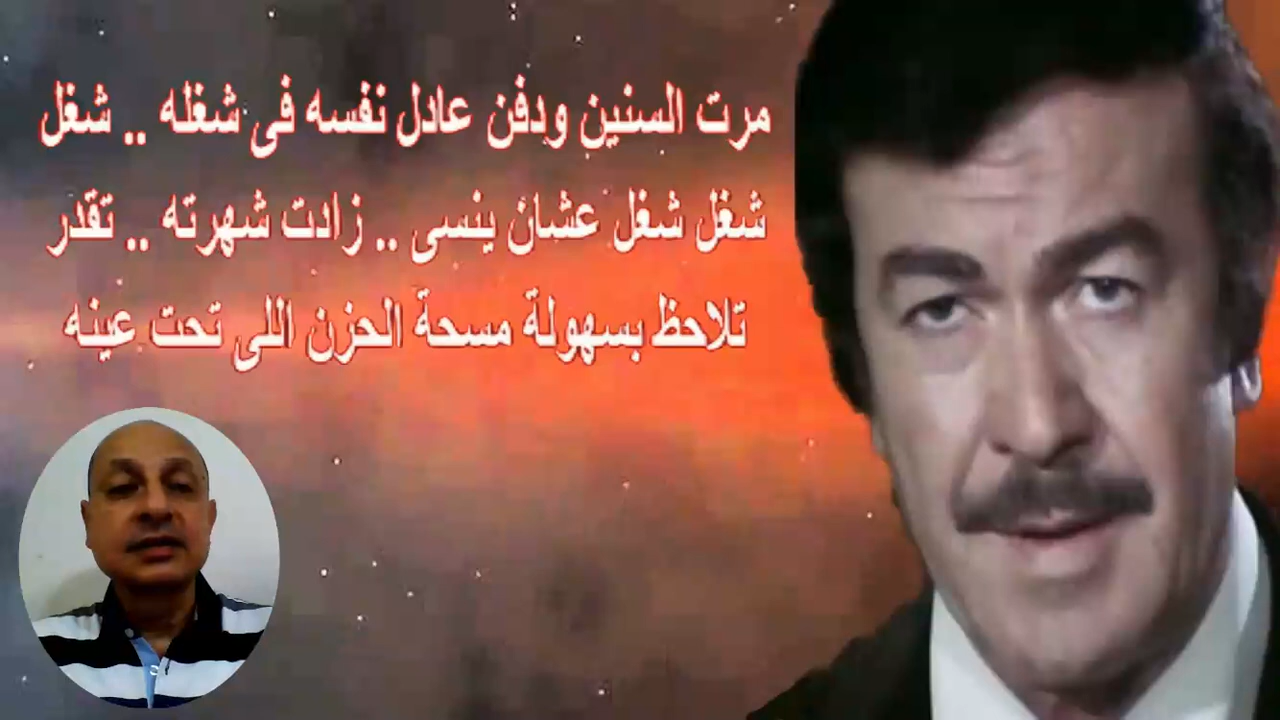 مرت السنين ودفن عادل نفسه فى شغله .. شغل
شغل شغل عشان ينسى .. زادت شهرته .. تقدر
تلاحظ بسهولة مسحة الحزن اللى تحت عينه